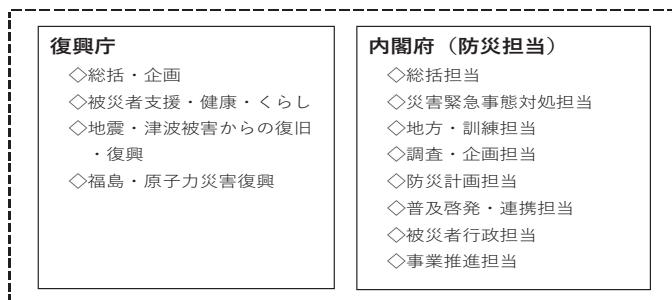 復興庁
◇総括・企画
◇被災者支援・健康・くらし
◇地震・津波被害からの復旧
・復興
◇福島・原子力災害復興
内閣府（防災担当）
◇総括担当
◇災害緊急事態対処担当
◇地方・訓練担当
◇調査・企画担当
◇防災計画担当
◇普及啓発・連携担当
◇被災者行政担当
◇事業推進担当